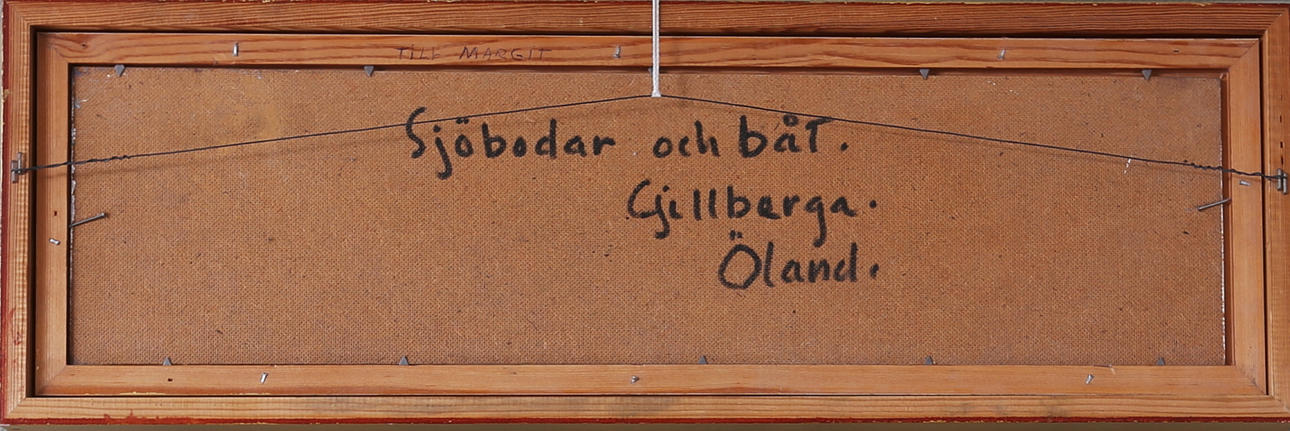 TILL MARGIT
Sjöbodar och båt.
Gillberga.
Öland.